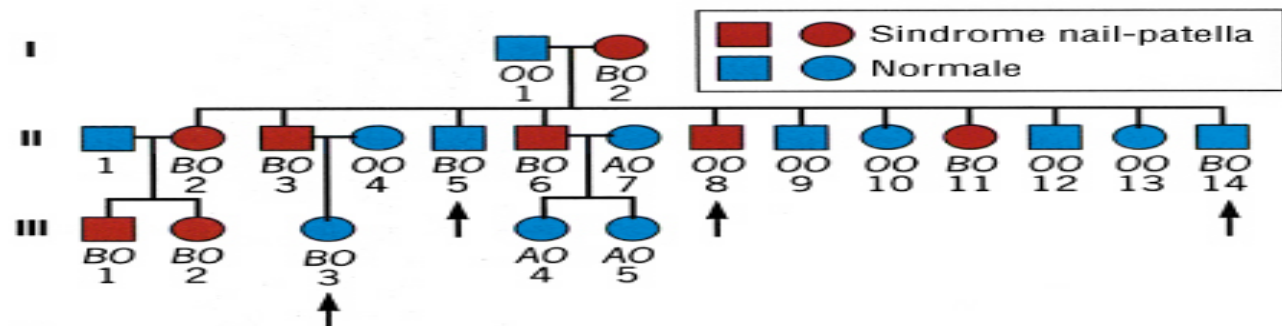 I
Sindrome nail-patella
Normale
OO BO
1 2
II
BO BO OO BO BO AO OO OO OO BO OO OO BO
1 2 3 4 5 6 7 8 9 10 11 12 13 14
III
BO BO BO AO AO
1 2 3 4 5